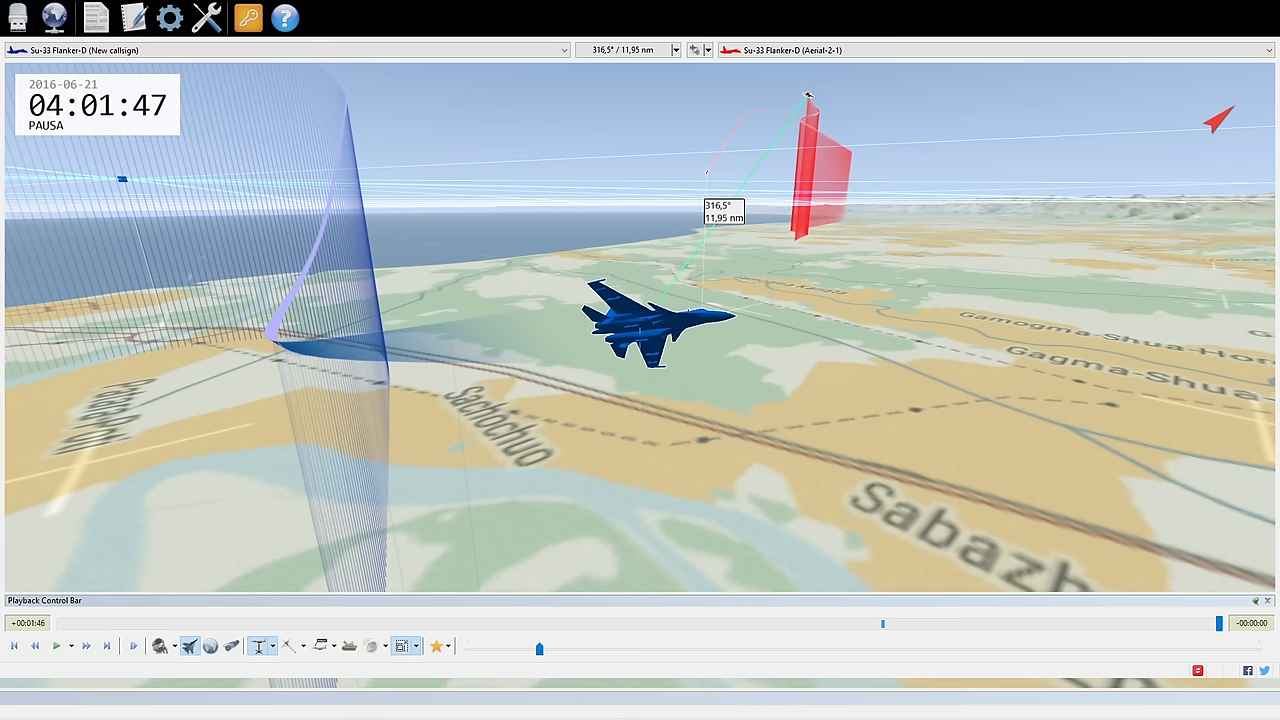 Su-33 Flanker-D (New callsign)
316,5° / 11,95 nm
Su-33 Flanker-D (Aerial-2-1)
2016-06-21
04:01:47
PAUSA
316,5°
11,95 nm
Gamogma-Shua-Hor
Gagma-Shua-
Sachochuo
Sabazh
Playback Control Bar
+00:01:46
-00:00:00